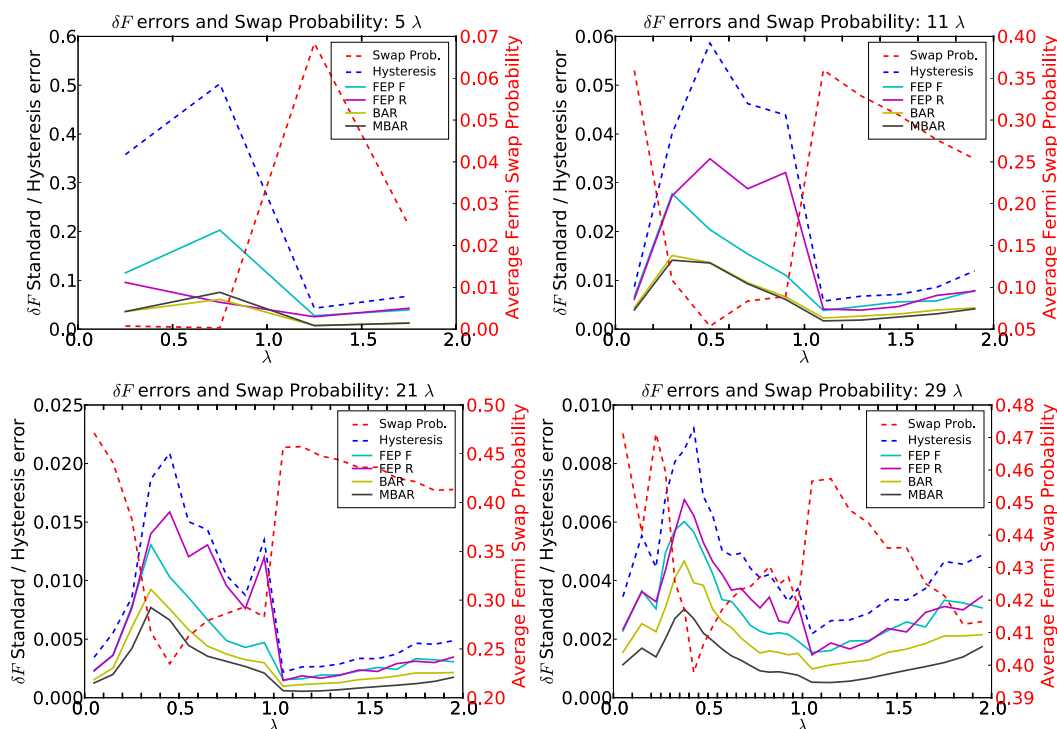 δF errors and Swap Probability: 5 λ
0.6
0.5
0.4
0.3
0.2
0.1
0.0
δF Standard / Hysteresis error
0.0
0.5
1.0
1.5
2.0
λ
0.07
0.06
0.05
0.04
0.03
0.02
0.01
0.00
Average Fermi Swap Probability
Swap Prob.
Hysteresis
FEP F
FEP R
BAR
MBAR
δF errors and Swap Probability: 11 λ
0.06
0.05
0.04
0.03
0.02
0.01
0.00
δF Standard / Hysteresis error
0.0
0.5
1.0
1.5
2.0
λ
0.40
0.35
0.30
0.25
0.20
0.15
0.10
0.05
Average Fermi Swap Probability
Swap Prob.
Hysteresis
FEP F
FEP R
BAR
MBAR
δF errors and Swap Probability: 21 λ
0.025
0.020
0.015
0.010
0.005
0.000
δF Standard / Hysteresis error
0.0
0.5
1.0
1.5
2.0
λ
0.50
0.45
0.40
0.35
0.30
0.25
0.20
Average Fermi Swap Probability
Swap Prob.
Hysteresis
FEP F
FEP R
BAR
MBAR
δF errors and Swap Probability: 29 λ
0.010
0.008
0.006
0.004
0.002
0.000
δF Standard / Hysteresis error
0.0
0.5
1.0
1.5
2.0
λ
0.48
0.47
0.46
0.45
0.44
0.43
0.42
0.41
0.40
0.39
Average Fermi Swap Probability
Swap Prob.
Hysteresis
FEP F
FEP R
BAR
MBAR